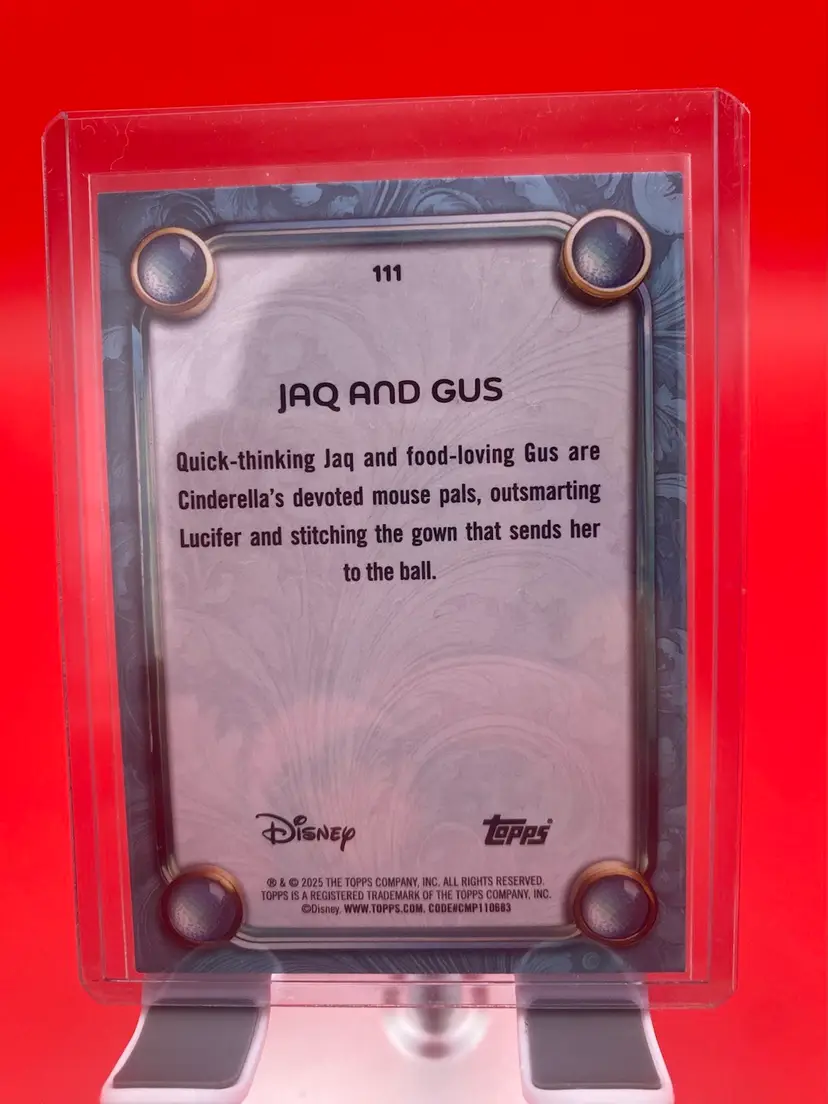 111
JAQ AND GUS
Quick-thinking Jaq and food-loving Gus are
Cinderella's devoted mouse pals, outsmarting
Lucifer and stitching the gown that sends her
to the ball.
Disney topps®
® & © 2025 THE TOPPS COMPANY, INC. ALL RIGHTS RESERVED.
TOPPS IS A REGISTERED TRADEMARK OF THE TOPPS COMPANY, INC.
©Disney. WWW.TOPPS.COM. CODE#CMP110683